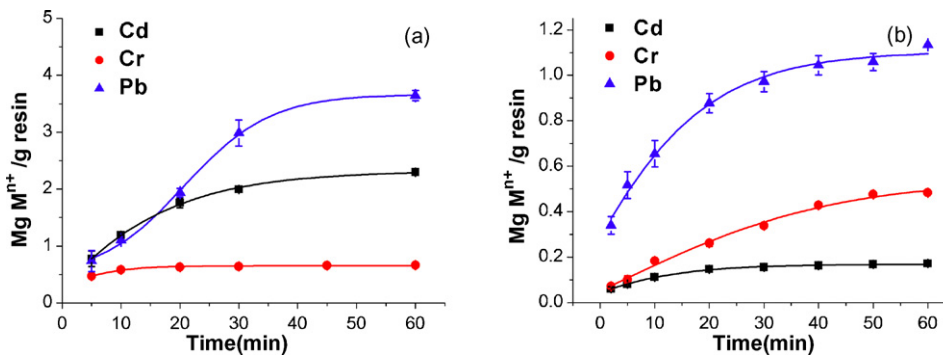 (a)
Cd
Cr
Pb
Mg Mⁿ⁺ /g resin
5
4
3
2
1
0
0 10 20 30 40 50 60
Time(min)
(b)
Cd
Cr
Pb
Mg Mⁿ⁺ /g resin
1.2
1.0
0.8
0.6
0.4
0.2
0.0
0 10 20 30 40 50 60
Time(min)